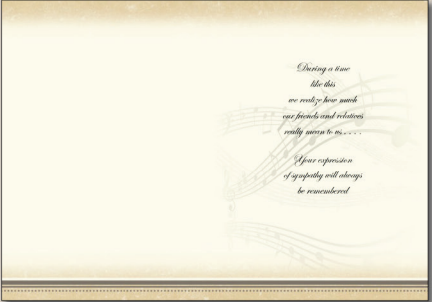 During a time
like this
we realize how much
our friends and relatives
really mean to us.....
Your expression
of sympathy will always
be remembered